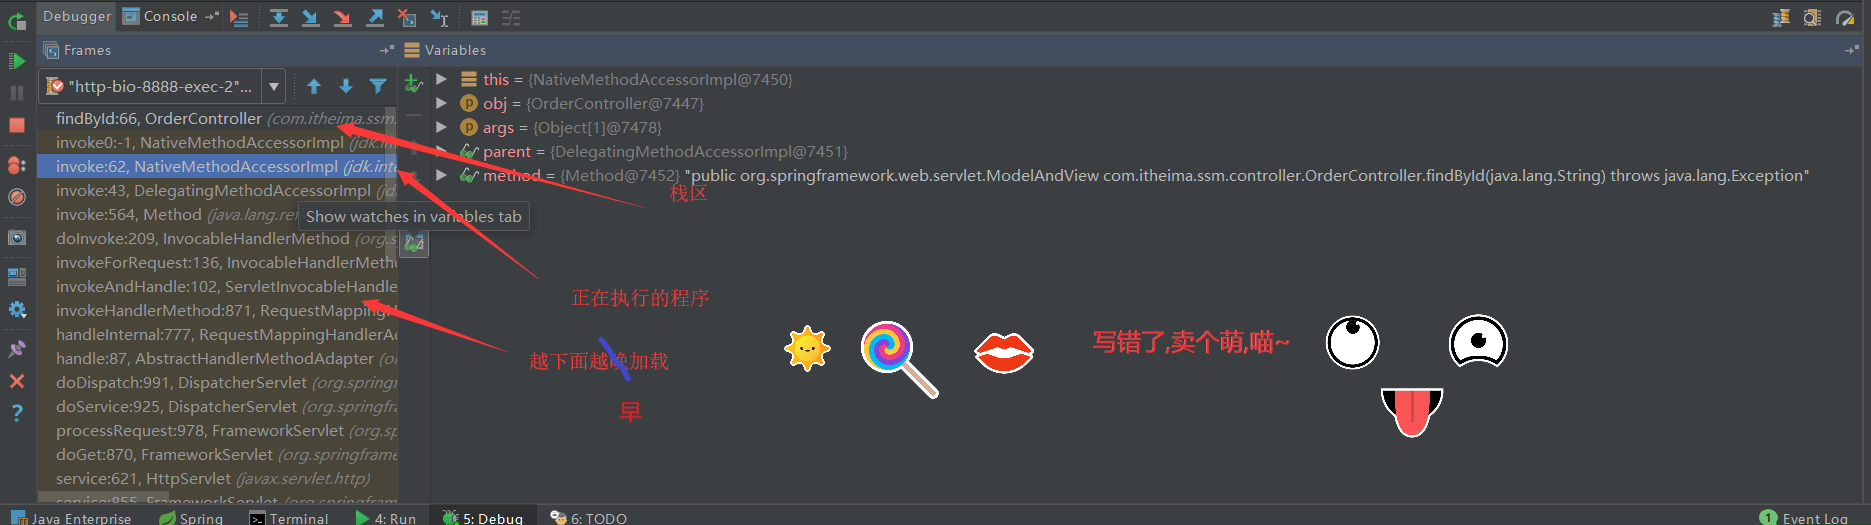 Debugger
Console
Frames
Variables
"http-bio-8888-exec-2"...
findById:66, OrderController (com.itheima.ssm.
invoke0:-1, NativeMethodAccessorImpl (jdk.int
invoke:62, NativeMethodAccessorImpl (jdk.inte
invoke:43, DelegatingMethodAccessorImpl (jd
invoke:564, Method (java.lang.ref
doInvoke:209, InvocableHandlerMethod (org.s
invokeForRequest:136, InvocableHandlerMetho
invokeAndHandle:102, ServletInvocableHandle
invokeHandlerMethod:871, RequestMappingH
handleInternal:777, RequestMappingHandlerAc
handle:87, AbstractHandlerMethodAdapter (or
doDispatch:991, DispatcherServlet (org.springf
doService:925, DispatcherServlet (org.springfra
processRequest:978, FrameworkServlet (org.sp
doGet:870, FrameworkServlet (org.springframe
service:621, HttpServlet (javax.servlet.http)
service:855, FrameworkServlet (org.springfram
this = {NativeMethodAccessorImpl@7450}
obj = {OrderController@7447}
args = {Object[1]@7478}
parent = {DelegatingMethodAccessorImpl@7451}
method = {Method@7452} "public org.springframework.web.servlet.ModelAndView com.itheima.ssm.controller.OrderController.findById(java.lang.String) throws java.lang.Exception"
Show watches in variables tab
栈区
正在执行的程序
越下面越晚加载
早
写错了,卖个萌,喵~
Java Enterprise
Spring
Terminal
4: Run
5: Debug
6: TODO
1 Event Log